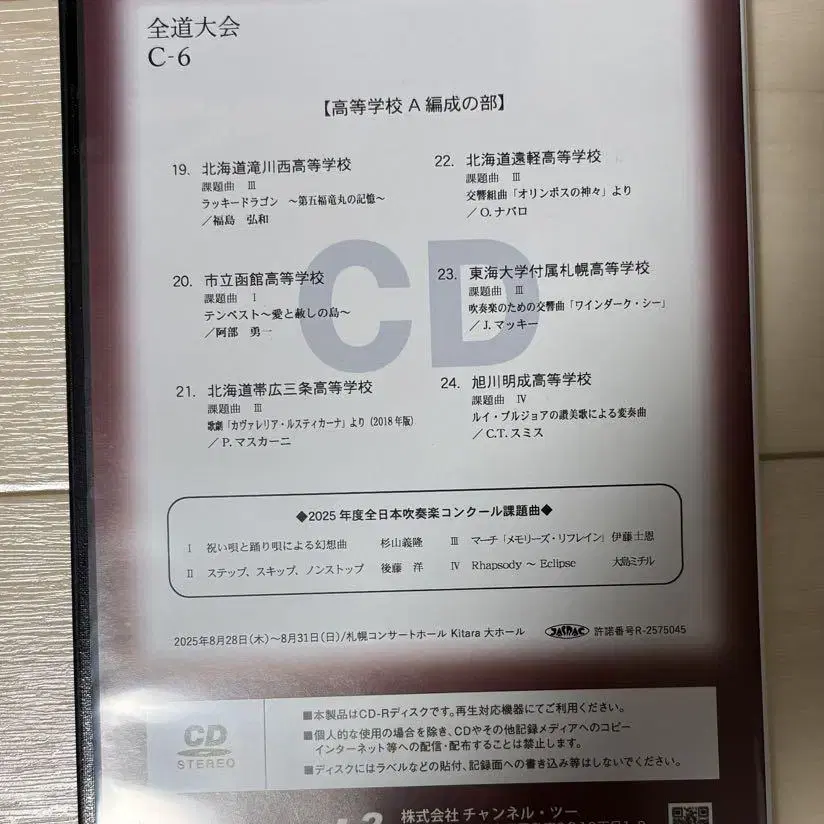 全道大会
C-6
【高等学校 A 編成の部】
19. 北海道滝川西高等学校
課題曲 Ⅲ
ラッキードラゴン ～第五福竜丸の記憶～
／福島 弘和
20. 市立函館高等学校
課題曲 Ⅰ
テンペスト～愛と赦しの島～
／阿部 勇一
21. 北海道帯広三条高等学校
課題曲 Ⅲ
歌劇「カヴァレリア・ルスティカーナ」より（2018年版）
／P. マスカーニ
22. 北海道遠軽高等学校
課題曲 Ⅲ
交響組曲「オリンポスの神々」より
／O. ナバロ
23. 東海大学付属札幌高等学校
課題曲 Ⅲ
吹奏楽のための交響曲「ワインダーク・シー」
／J. マッキー
24. 旭川明成高等学校
課題曲 Ⅳ
ルイ・ブルジョアの讃美歌による変奏曲
／C.T. スミス
CD
◆2025 年度全日本吹奏楽コンクール課題曲◆
Ⅰ 祝い唄と踊り唄による幻想曲 杉山義隆 Ⅲ マーチ「メモリーズ・リフレイン」 伊藤士恩
Ⅱ ステップ、スキップ、ノンストップ 後藤 洋 Ⅳ Rhapsody ～ Eclipse 大島ミチル
2025年8月28日（木）～8月31日（日）/札幌コンサートホール Kitara 大ホール JASRAC 許諾番号R-2575045
CD
STEREO
■本製品はCD-Rディスクです。再生対応機器にてご利用ください。
■個人的な使用の場合を除き、CDやその他記録メディアへのコピー
インターネット等への配信・配布することは禁止します。
■ディスクにはラベルなどの貼付、記録面への書き込み等はしないでください。
株式会社 チャンネル・ツー